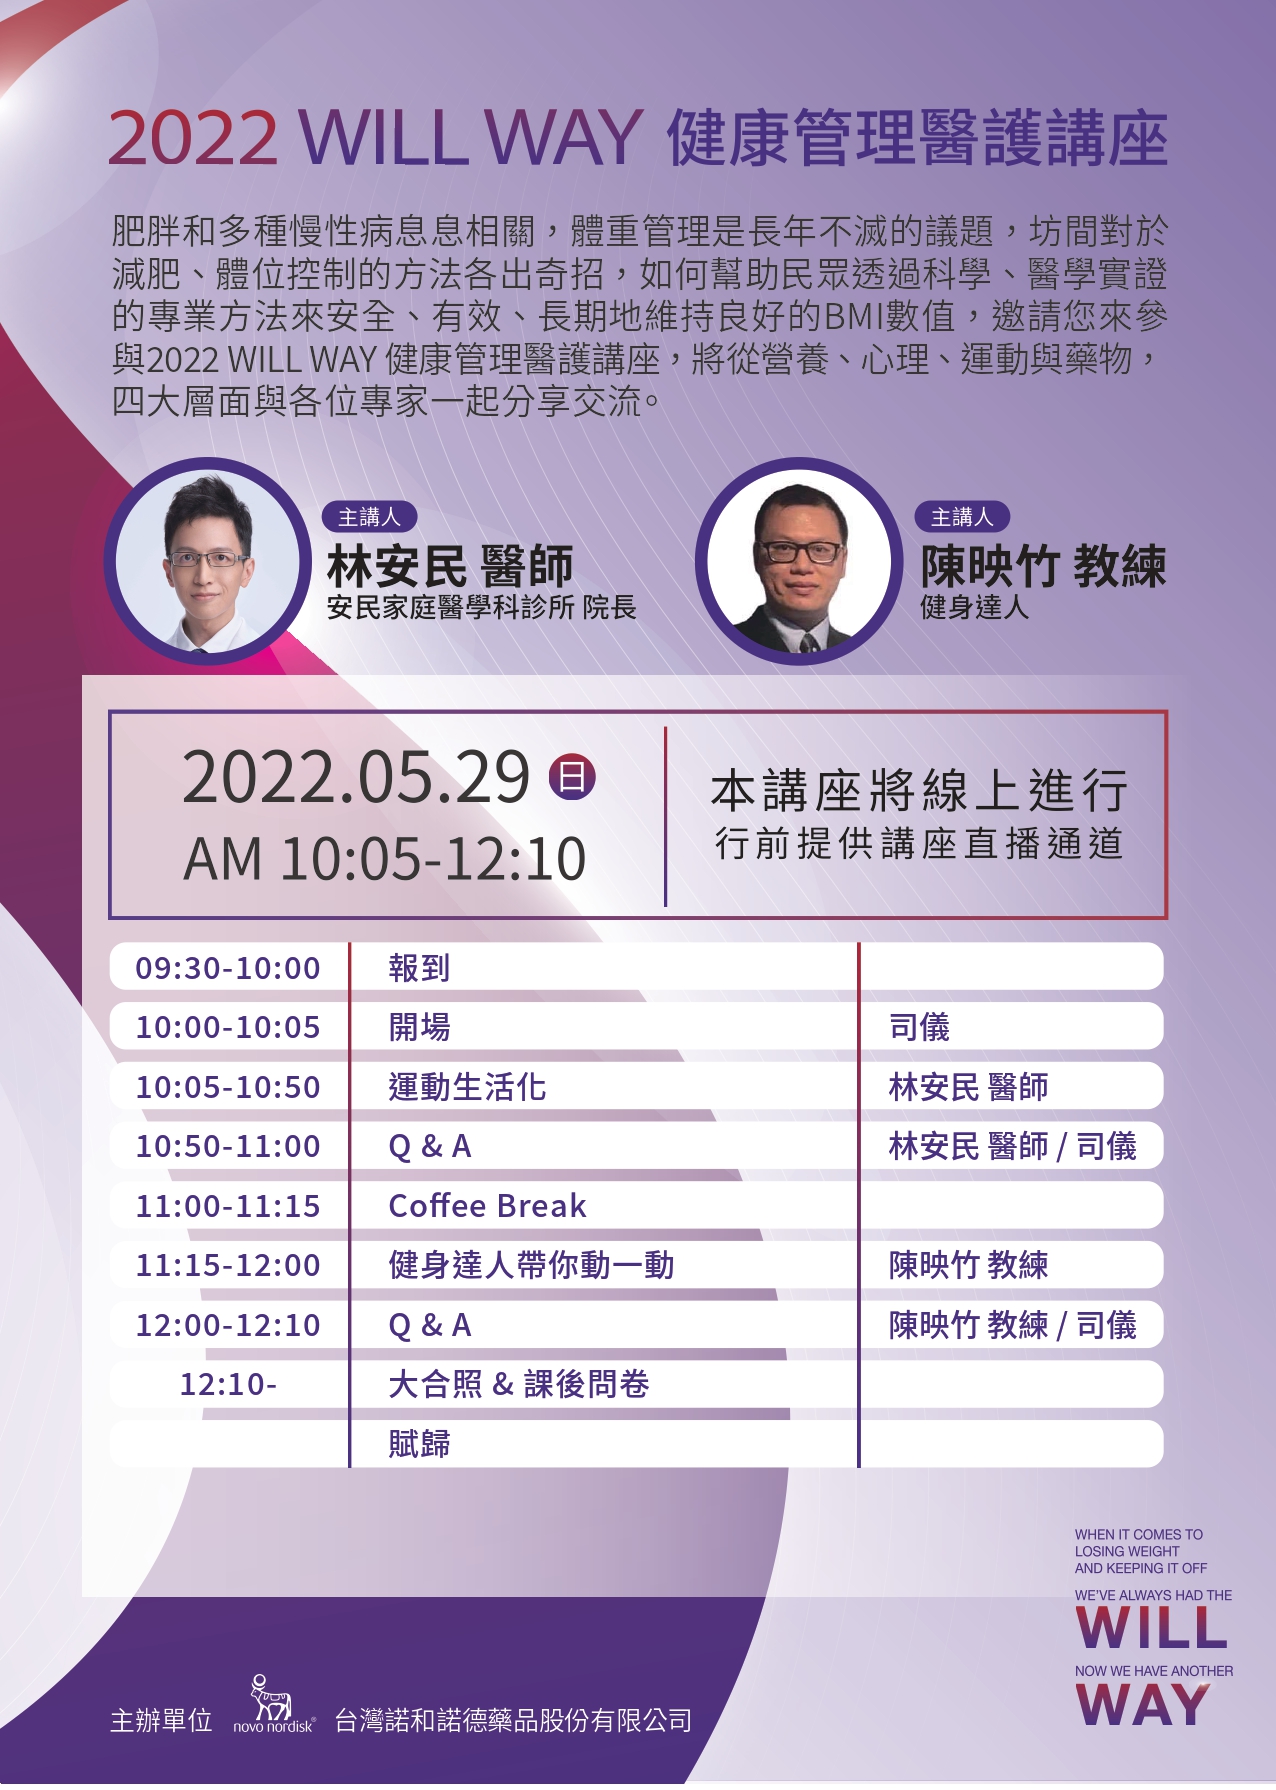 2022 WILL WAY 健康管理醫護講座
肥胖和多種慢性病息息相關，體重管理是長年不滅的議題，坊間對於
減肥、體位控制的方法各出奇招，如何幫助民眾透過科學、醫學實證
的專業方法來安全、有效、長期地維持良好的BMI數值，邀請您來參
與2022 WILL WAY 健康管理醫護講座，將從營養、心理、運動與藥物，
四大層面與各位專家一起分享交流。
主講人
林安民 醫師
安民家庭醫學科診所 院長
主講人
陳映竹 教練
健身達人
2022.05.29 日
AM 10:05-12:10
本講座將線上進行
行前提供講座直播通道
09:30-10:00 報到
10:00-10:05 開場 司儀
10:05-10:50 運動生活化 林安民 醫師
10:50-11:00 Q & A 林安民 醫師 / 司儀
11:00-11:15 Coffee Break
11:15-12:00 健身達人帶你動一動 陳映竹 教練
12:00-12:10 Q & A 陳映竹 教練 / 司儀
12:10- 大合照 & 課後問卷
賦歸
WHEN IT COMES TO
LOSING WEIGHT
AND KEEPING IT OFF
WE'VE ALWAYS HAD THE
WILL
NOW WE HAVE ANOTHER
WAY
主辦單位 novo nordisk® 台灣諾和諾德藥品股份有限公司